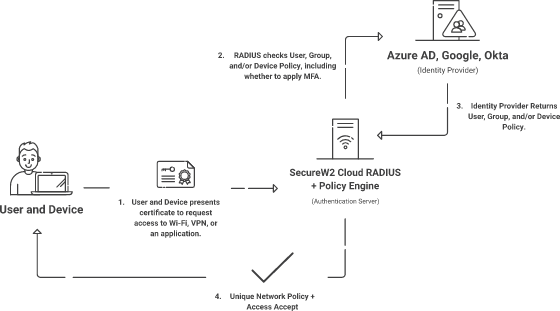 2. RADIUS checks User, Group,
and/or Device Policy, including
whether to apply MFA.
Azure AD, Google, Okta
(Identity Provider)
3. Identity Provider Returns
User, Group, and/or Device
Policy.
SecureW2 Cloud RADIUS
+ Policy Engine
(Authentication Server)
User and Device
1. User and Device presents
certificate to request
access to Wi-Fi, VPN, or
an application.
4. Unique Network Policy +
Access Accept